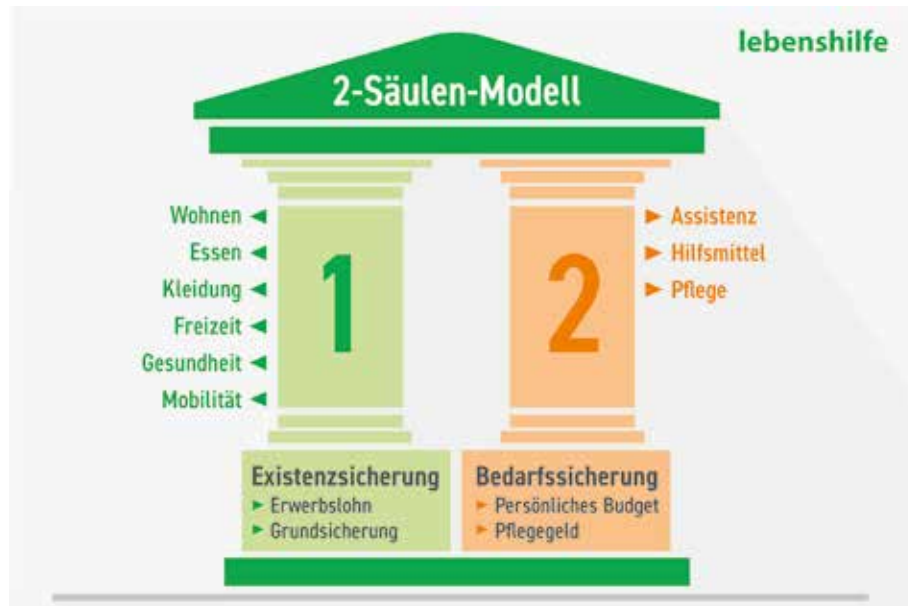 lebenshilfe
2-Säulen-Modell
Wohnen
Essen
Kleidung
Freizeit
Gesundheit
Mobilität
1
2
Assistenz
Hilfsmittel
Pflege
Existenzsicherung
Erwerbslohn
Grundsicherung
Bedarfssicherung
Persönliches Budget
Pflegegeld